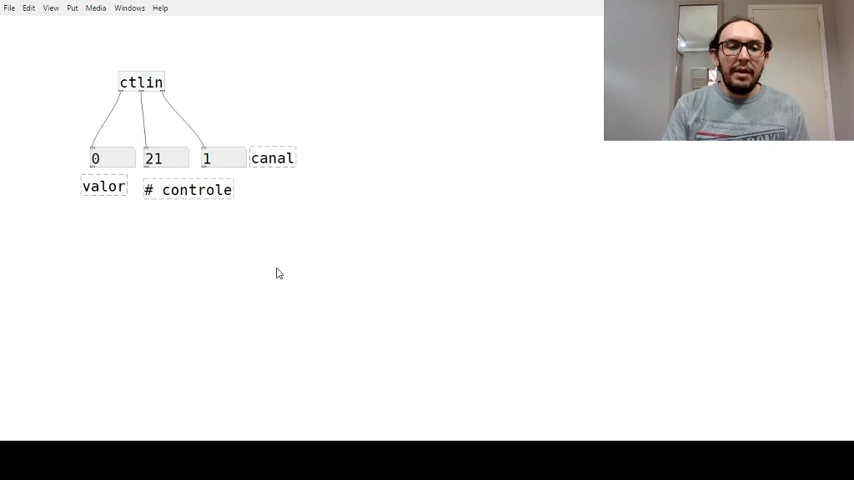 File Edit View Put Media Windows Help
ctlin
0 21 1 canal
valor # controle